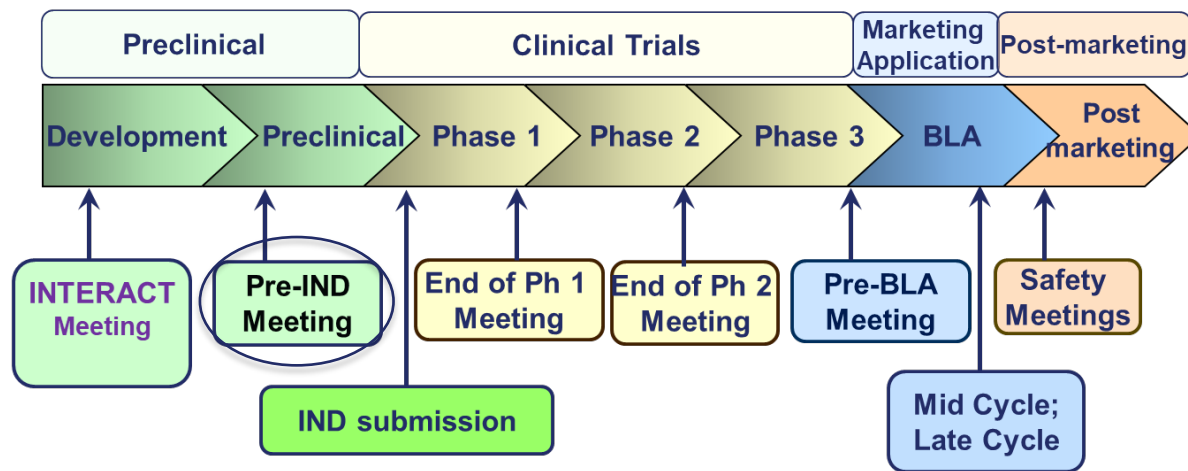 Preclinical
Clinical Trials
Marketing
Application
Post-marketing
Development
Preclinical
Phase 1
Phase 2
Phase 3
BLA
Post
marketing
INTERACT
Meeting
Pre-IND
Meeting
End of Ph 1
Meeting
End of Ph 2
Meeting
Pre-BLA
Meeting
Safety
Meetings
IND submission
Mid Cycle;
Late Cycle